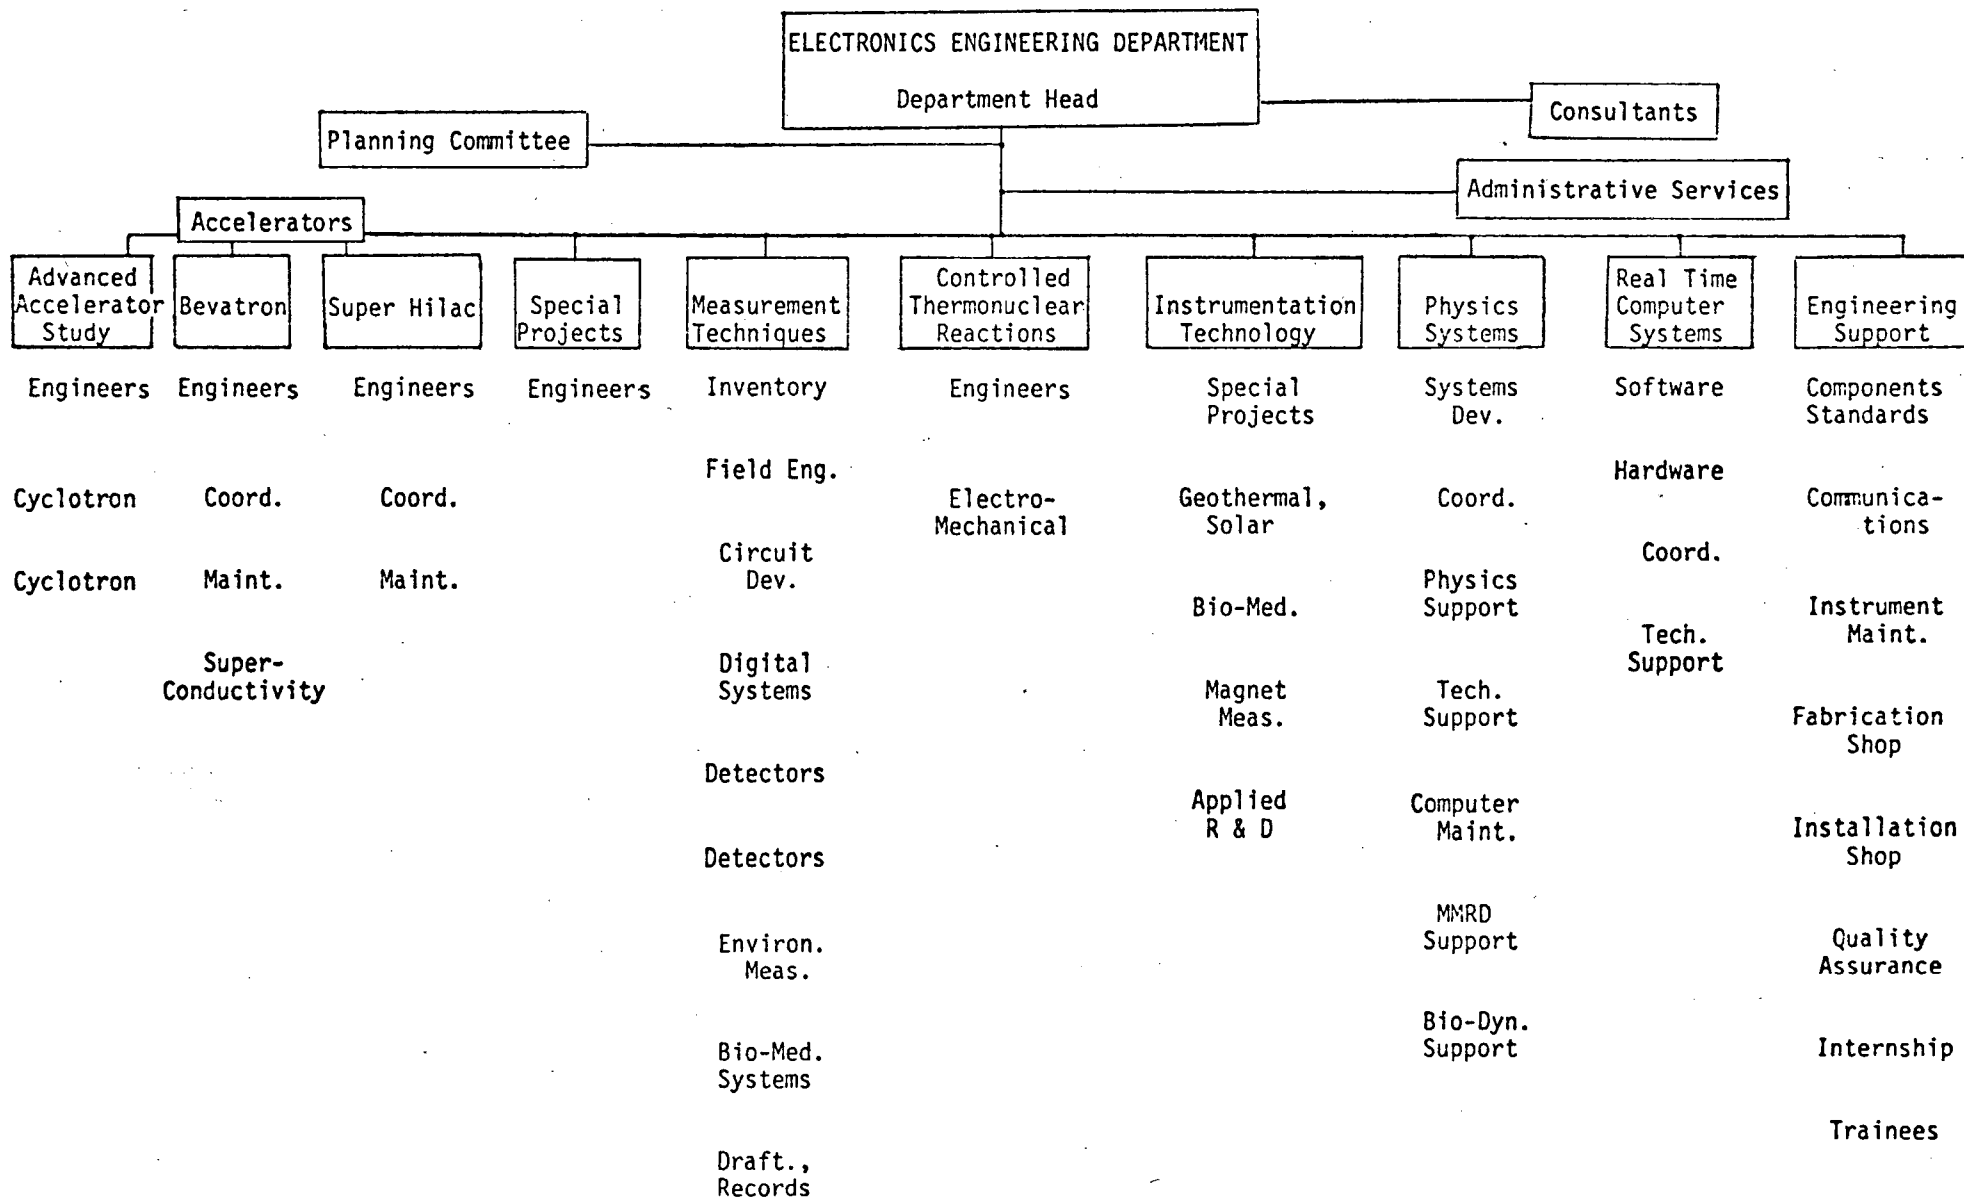 ELECTRONICS ENGINEERING DEPARTMENT
Department Head
Consultants
Planning Committee
Administrative Services
Accelerators
Advanced
Accelerator
Study
Bevatron
Super Hilac
Special
Projects
Measurement
Techniques
Controlled
Thermonuclear
Reactions
Instrumentation
Technology
Physics
Systems
Real Time
Computer
Systems
Engineering
Support
Engineers
Cyclotron
Cyclotron
Engineers
Coord.
Maint.
Super-
Conductivity
Engineers
Coord.
Maint.
Engineers
Inventory
Field Eng.
Circuit
Dev.
Digital
Systems
Detectors
Detectors
Environ.
Meas.
Bio-Med.
Systems
Draft.,
Records
Engineers
Electro-
Mechanical
Special
Projects
Geothermal,
Solar
Bio-Med.
Magnet
Meas.
Applied
R & D
Systems
Dev.
Coord.
Physics
Support
Tech.
Support
Computer
Maint.
MMRD
Support
Bio-Dyn.
Support
Software
Hardware
Coord.
Tech.
Support
Components
Standards
Communica-
tions
Instrument
Maint.
Fabrication
Shop
Installation
Shop
Quality
Assurance
Internship
Trainees